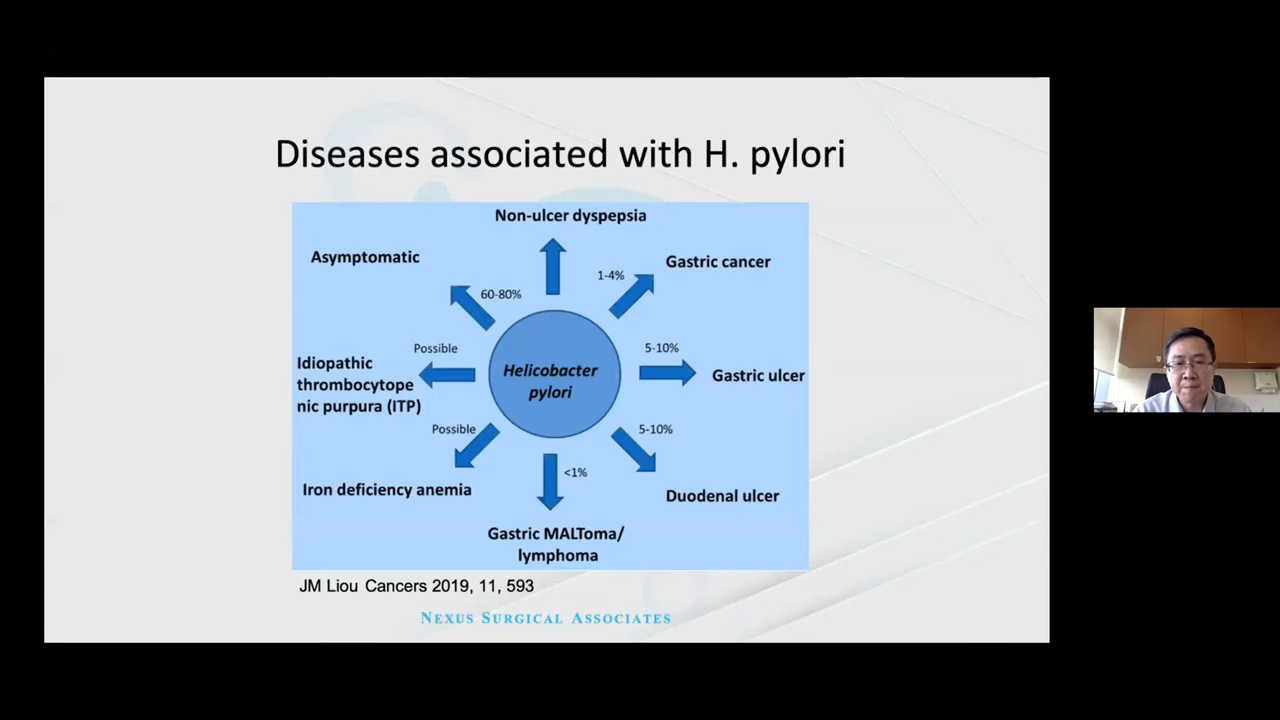 Diseases associated with H. pylori
Non-ulcer dyspepsia
Asymptomatic
Gastric cancer
1-4%
60-80%
Possible
5-10%
Idiopathic
thrombocytope
nic purpura (ITP)
Helicobacter
pylori
Gastric ulcer
Possible
5-10%
<1%
Iron deficiency anemia
Duodenal ulcer
Gastric MALToma/
lymphoma
JM Liou Cancers 2019, 11, 593
NEXUS SURGICAL ASSOCIATES